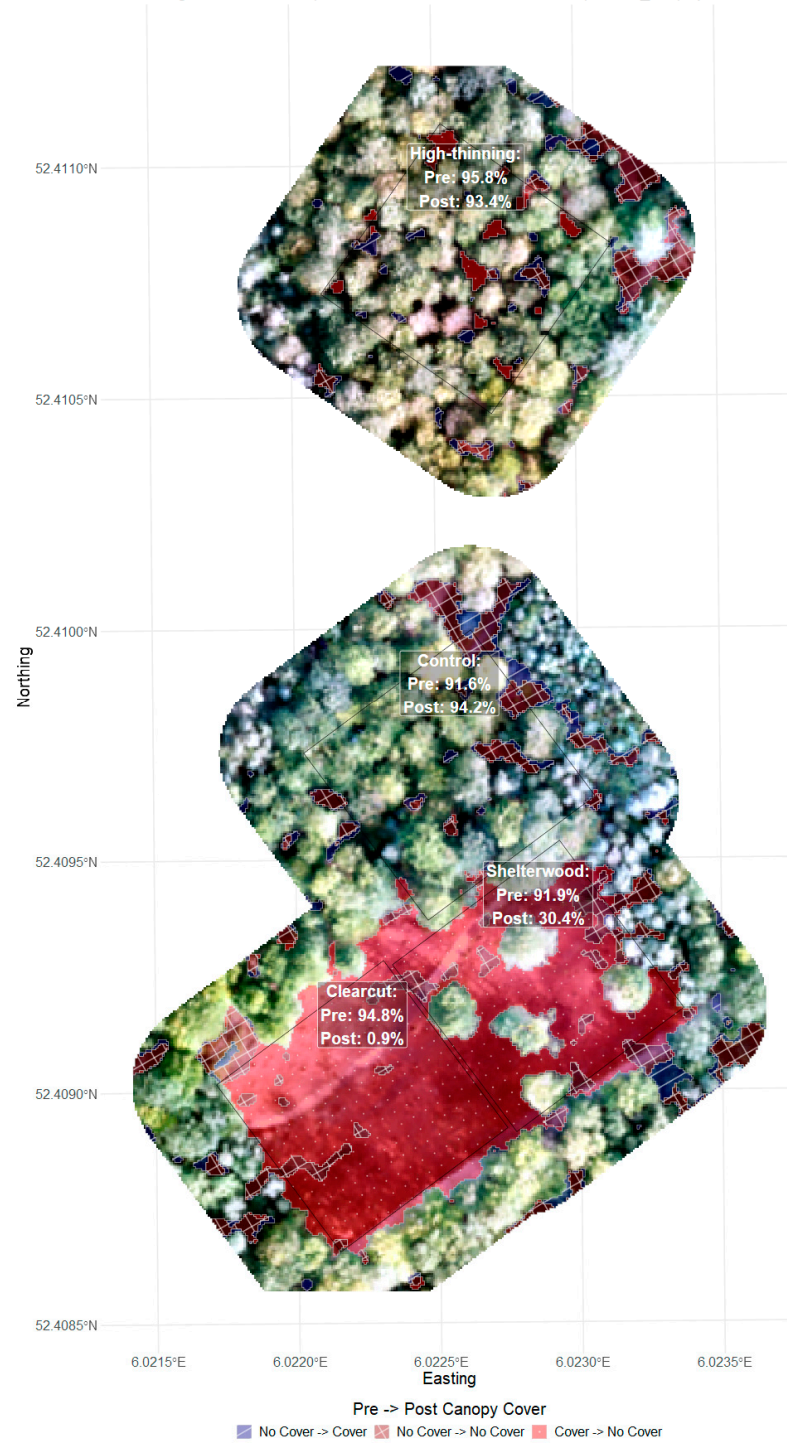 52.4110°N
High-thinning:
Pre: 95.8%
Post: 93.4%
52.4105°N
52.4100°N
Control:
Pre: 91.6%
Post: 94.2%
Northing
52.4095°N
Shelterwood:
Pre: 91.9%
Post: 30.4%
Clearcut:
Pre: 94.8%
Post: 0.9%
52.4090°N
52.4085°N
6.0215°E 6.0220°E 6.0225°E 6.0230°E 6.0235°E
Easting
Pre -> Post Canopy Cover
No Cover -> Cover No Cover -> No Cover Cover -> No Cover